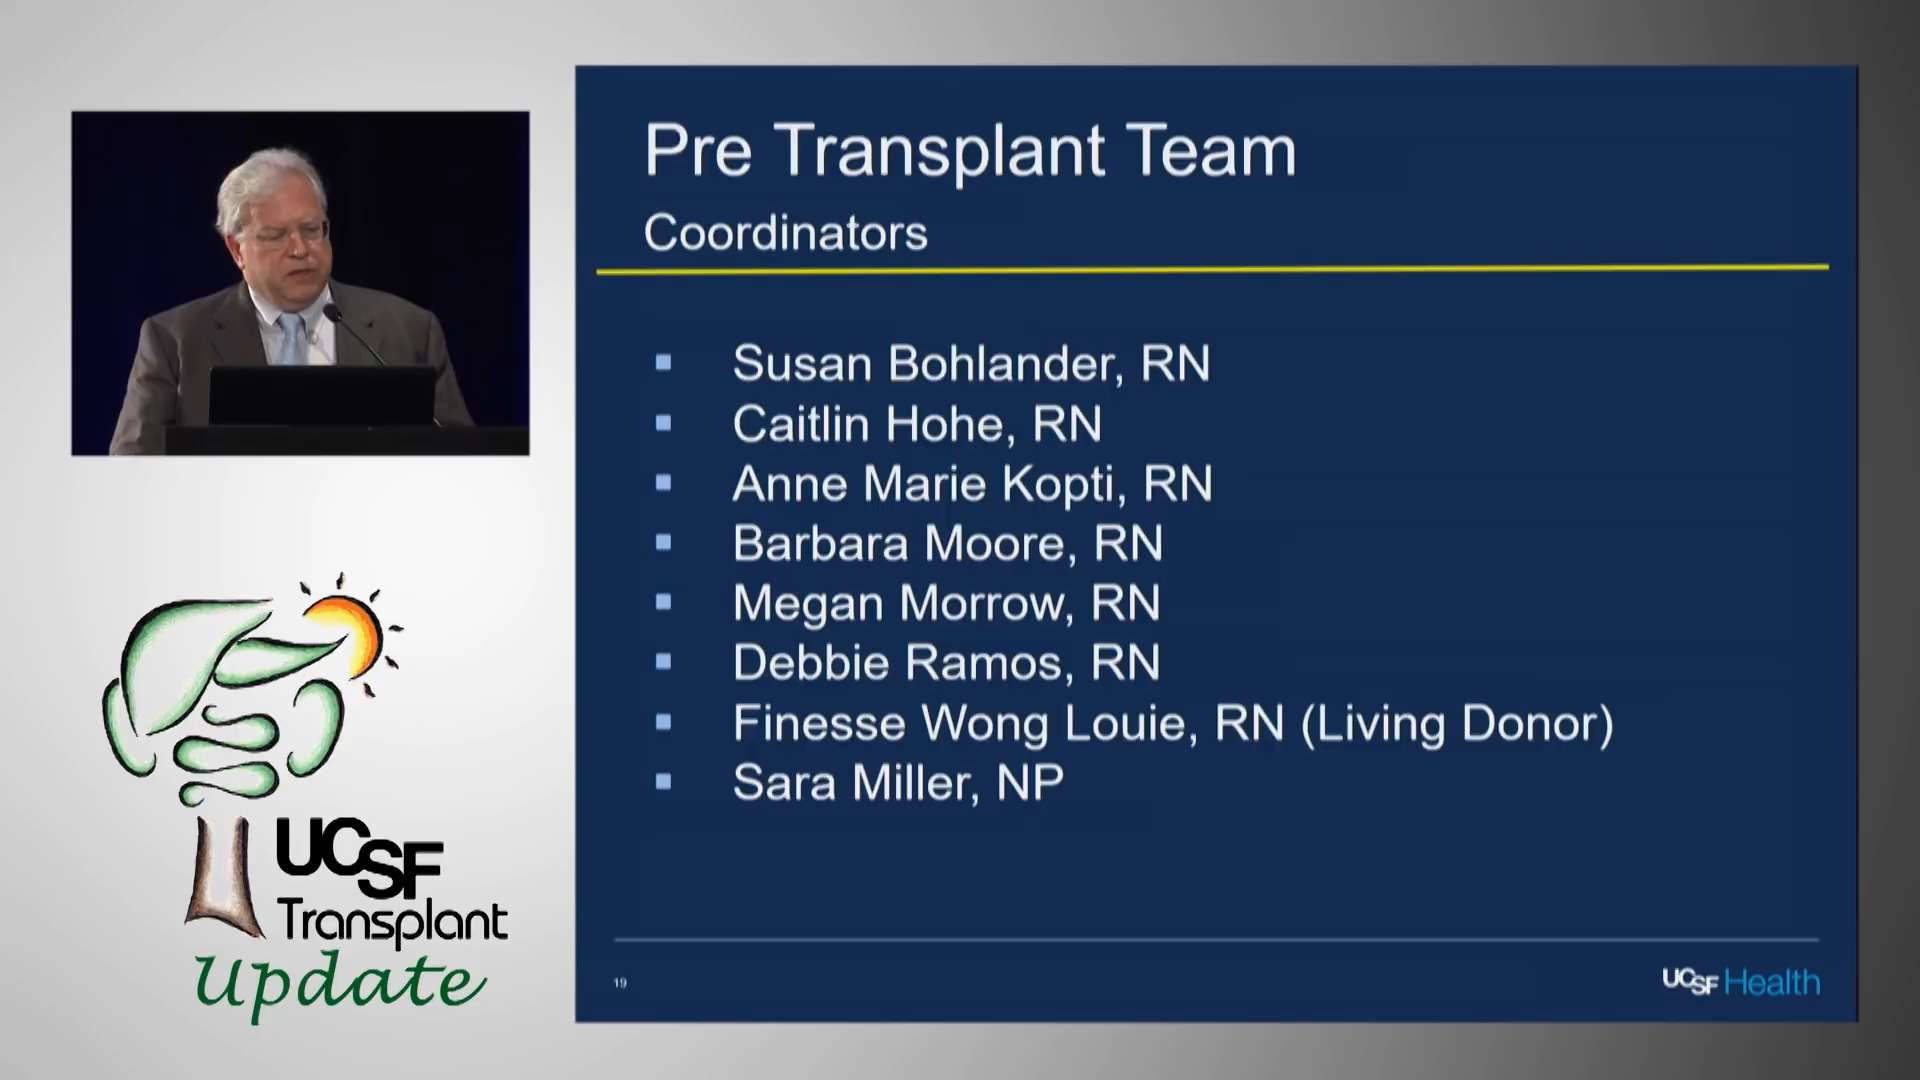 Pre Transplant Team
Coordinators
Susan Bohlander, RN
Caitlin Hohe, RN
Anne Marie Kopti, RN
Barbara Moore, RN
Megan Morrow, RN
Debbie Ramos, RN
Finesse Wong Louie, RN (Living Donor)
Sara Miller, NP
19
UCSF Health
UCSF
Transplant
Update